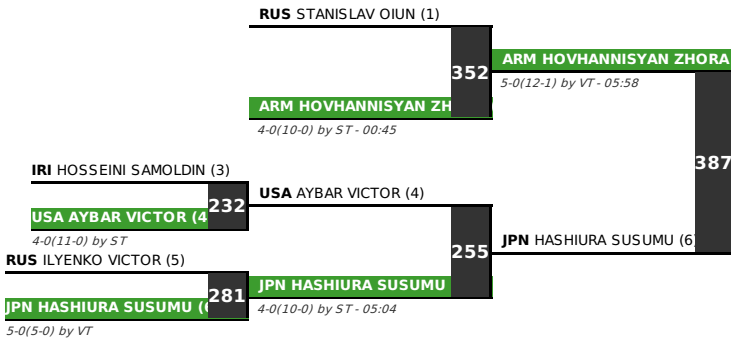 RUS STANISLAV OIUN (1)
352
ARM HOVHANNISYAN ZH
4-0(10-0) by ST - 00:45
ARM HOVHANNISYAN ZHORA
5-0(12-1) by VT - 05:58
387
IRI HOSSEINI SAMOLDIN (3)
232
USA AYBAR VICTOR (4
4-0(11-0) by ST
USA AYBAR VICTOR (4)
255
JPN HASHIURA SUSUMU (6)
RUS ILYENKO VICTOR (5)
281
JPN HASHIURA SUSUMU (6
5-0(5-0) by VT
JPN HASHIURA SUSUMU
4-0(10-0) by ST - 05:04